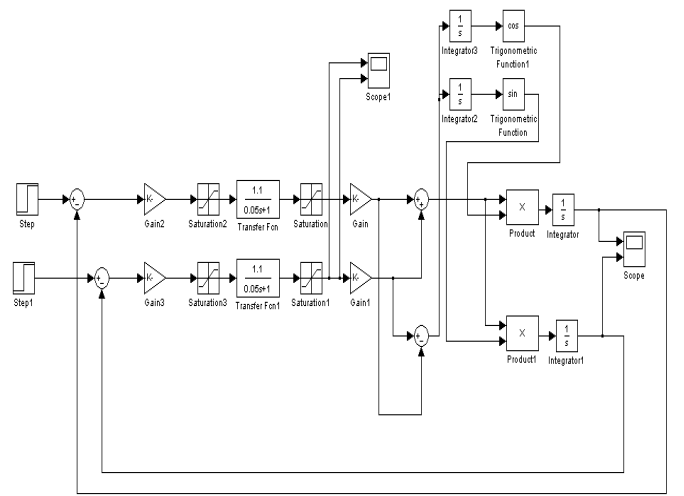 1
s
cos
Integrator3
Trigonometric
Function1
1
s
sin
Integrator2
Trigonometric
Function
Scope1
+
−
Step
K-
Gain2
Saturation2
1.1
0.05s+1
Transfer Fcn
Saturation
K-
Gain
+
+
X
Product
1
s
Integrator
Scope
+
−
Step1
K-
Gain3
Saturation3
1.1
0.05s+1
Transfer Fcn1
Saturation1
K-
Gain1
+
−
X
Product1
1
s
Integrator1